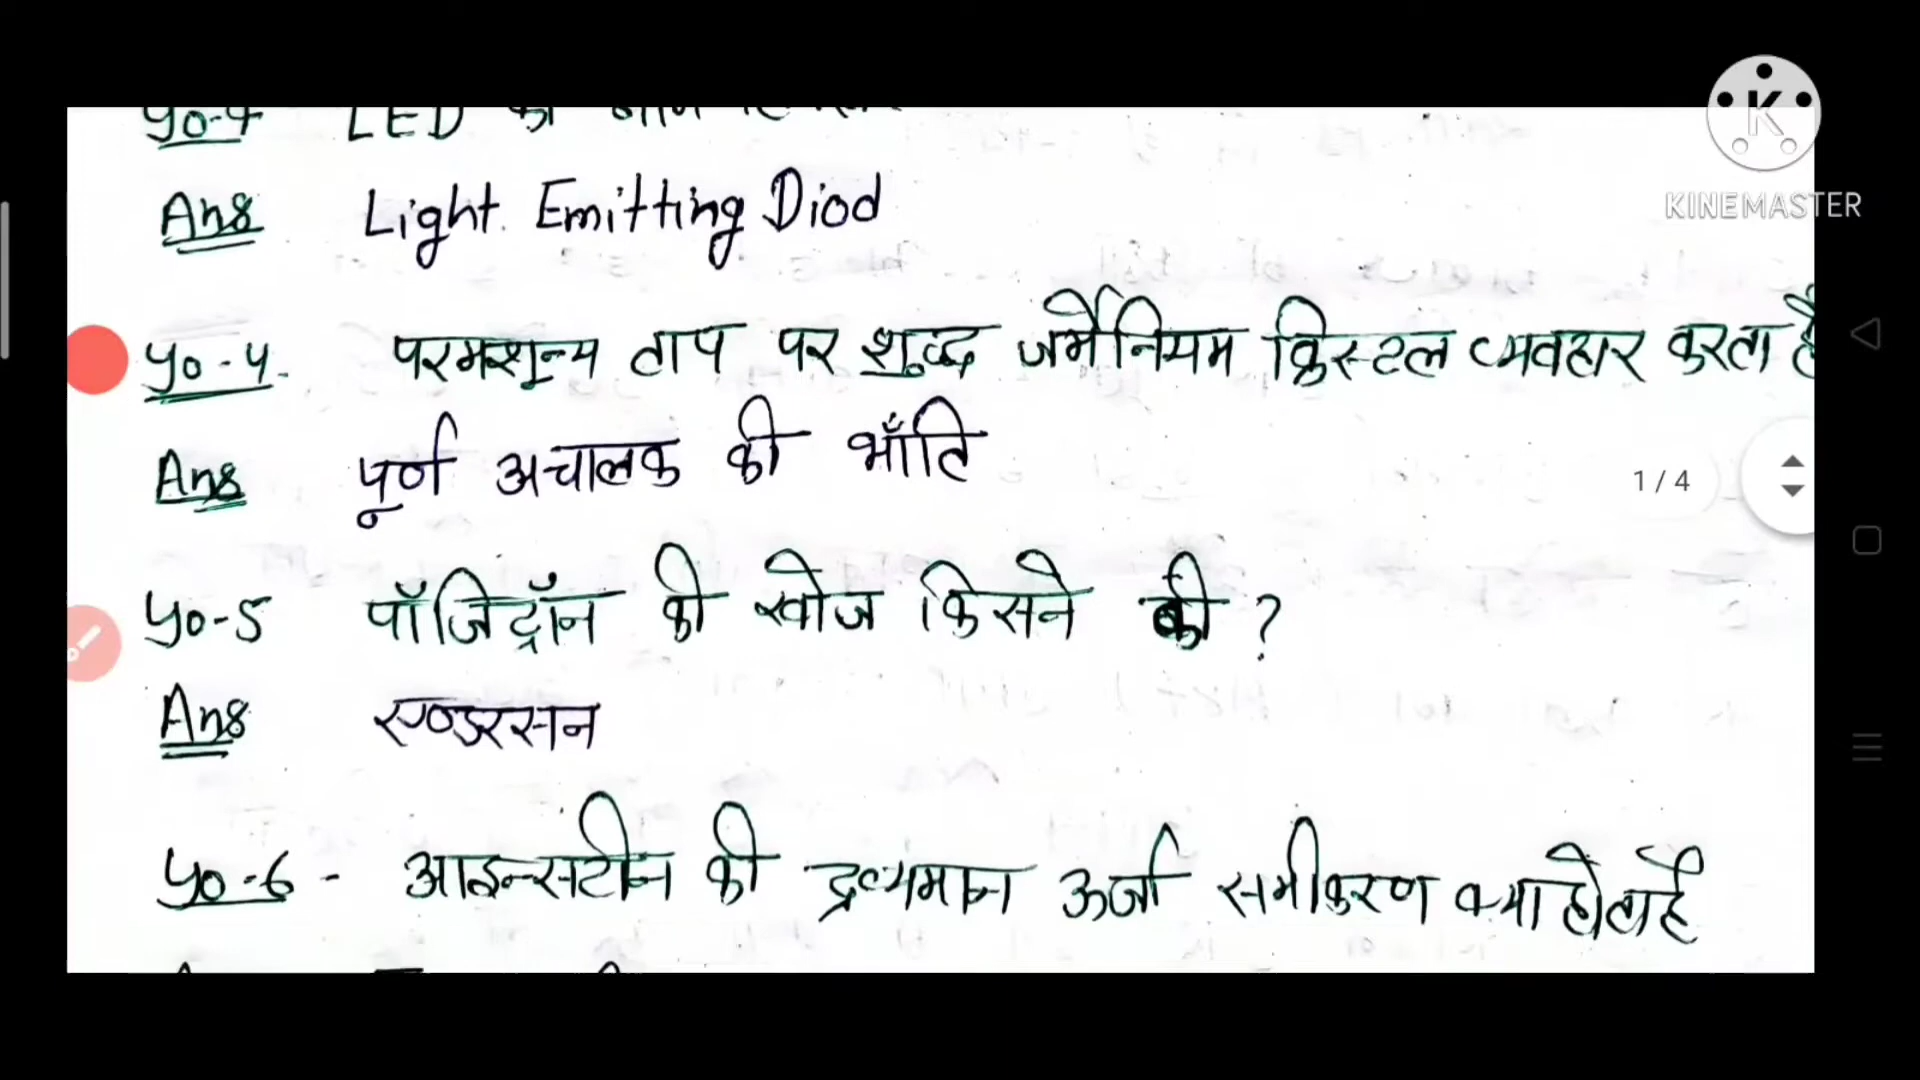 LED का नाम
Ans Light Emitting Diod
प्र०-4. परमशून्य ताप पर शुद्ध जर्मेनियम क्रिस्टल व्यवहार करता है
Ans पूर्ण अचालक की भाँति
प्र०-5 पॉजिट्रॉन की खोज किसने की ?
Ans एण्डरसन
प्र०-6 - आइन्सटीन की द्रव्यमान ऊर्जा समीकरण क्या होता है
KINEMASTER
1 / 4